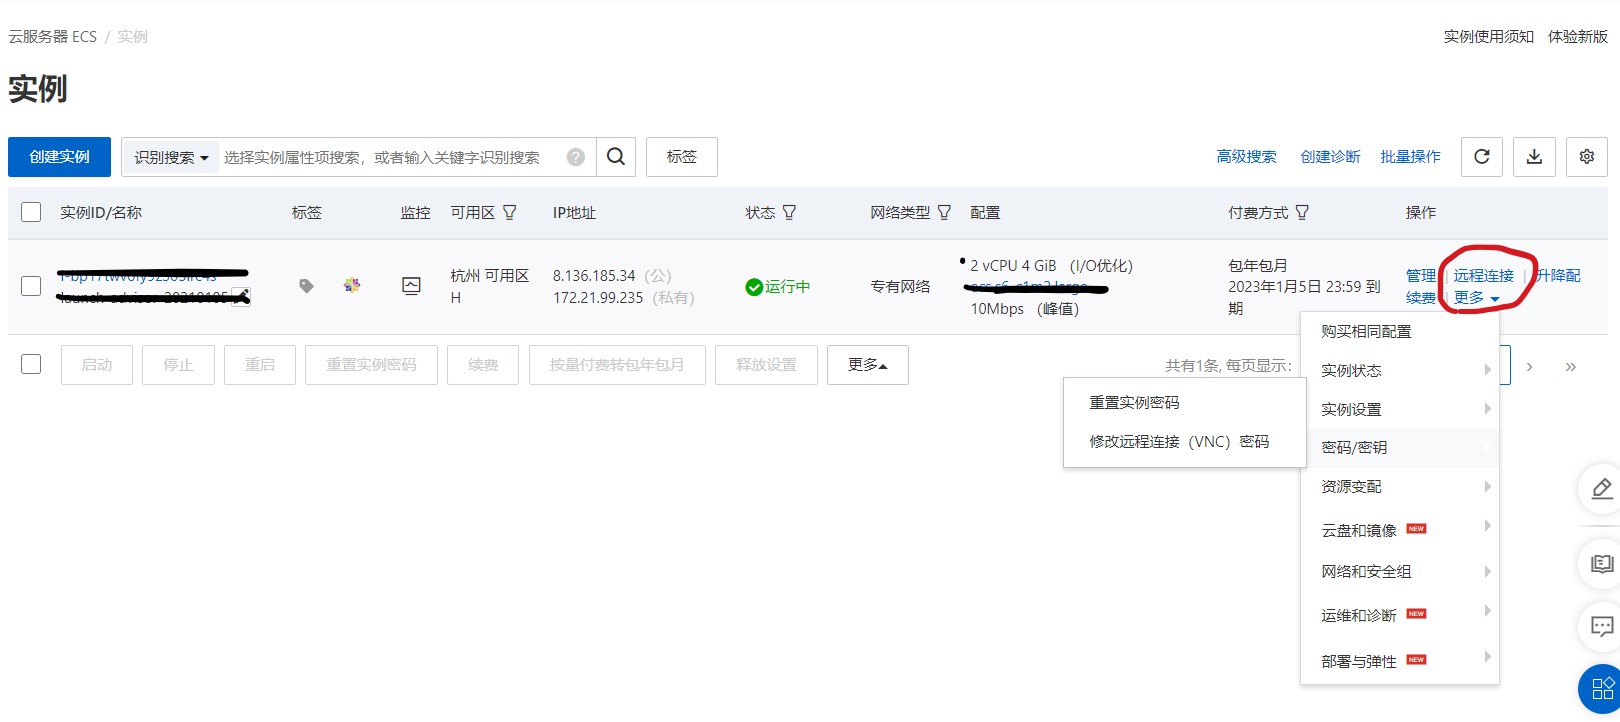 云服务器 ECS / 实例
实例使用须知 体验新版
实例
创建实例 识别搜索 选择实例属性项搜索，或者输入关键字识别搜索 ? 标签
高级搜索 创建诊断 批量操作
实例ID/名称 标签 监控 可用区 IP地址 状态 网络类型 配置 付费方式 操作
杭州 可用区
H
8.136.185.34 (公)
172.21.99.235 (私有)
运行中
专有网络
2 vCPU 4 GiB (I/O优化)
10Mbps (峰值)
包年包月
2023年1月5日 23:59 到
期
管理 | 远程连接 | 升降配
续费 | 更多
启动 停止 重启 重置实例密码 续费 按量付费转包年包月 释放设置 更多
共有1条, 每页显示:
› »
购买相同配置
实例状态
实例设置
密码/密钥
资源变配
云盘和镜像 NEW
网络和安全组
运维和诊断 NEW
部署与弹性 NEW
重置实例密码
修改远程连接（VNC）密码